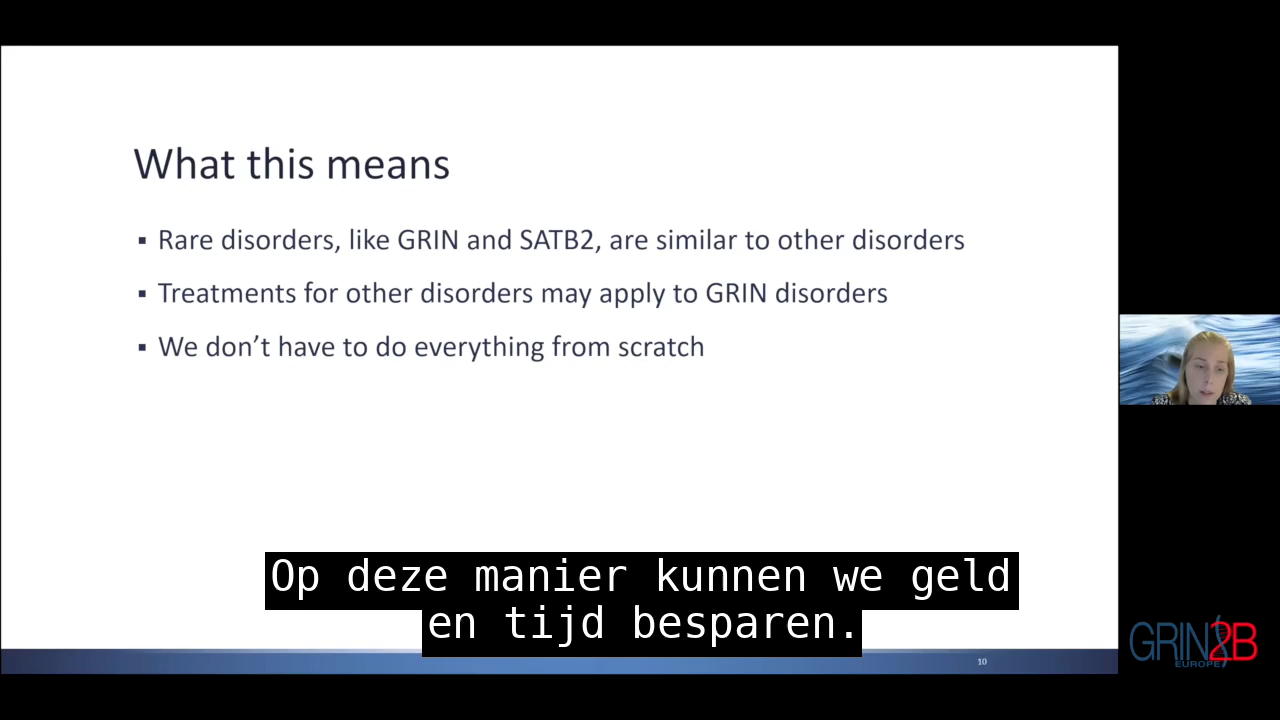 What this means
▪ Rare disorders, like GRIN and SATB2, are similar to other disorders
▪ Treatments for other disorders may apply to GRIN disorders
▪ We don’t have to do everything from scratch
Op deze manier kunnen we geld
en tijd besparen.
10
GRIN2B
EUROPE